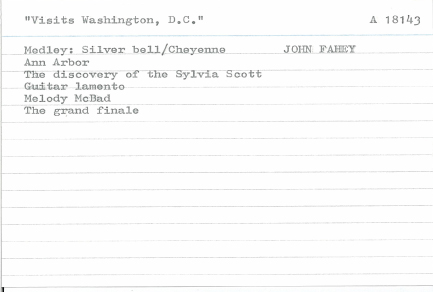 "Visits Washington, D.C." A 18143
Medley: Silver bell/Cheyenne JOHN FAHEY
Ann Arbor
The discovery of the Sylvia Scott
Guitar lamento
Melody McBad
The grand finale